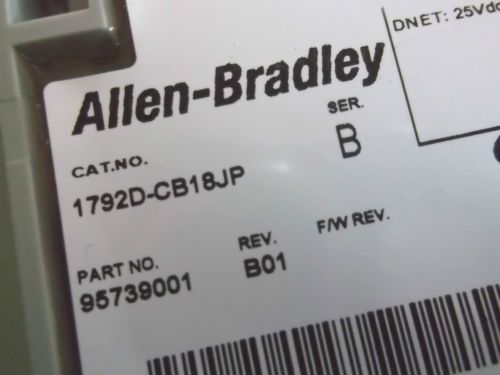 DNET: 25Vdc
Allen-Bradley
CAT.NO.
SER.
1792D-CB18JP
B
PART NO.
REV.
F/W REV.
95739001
B01